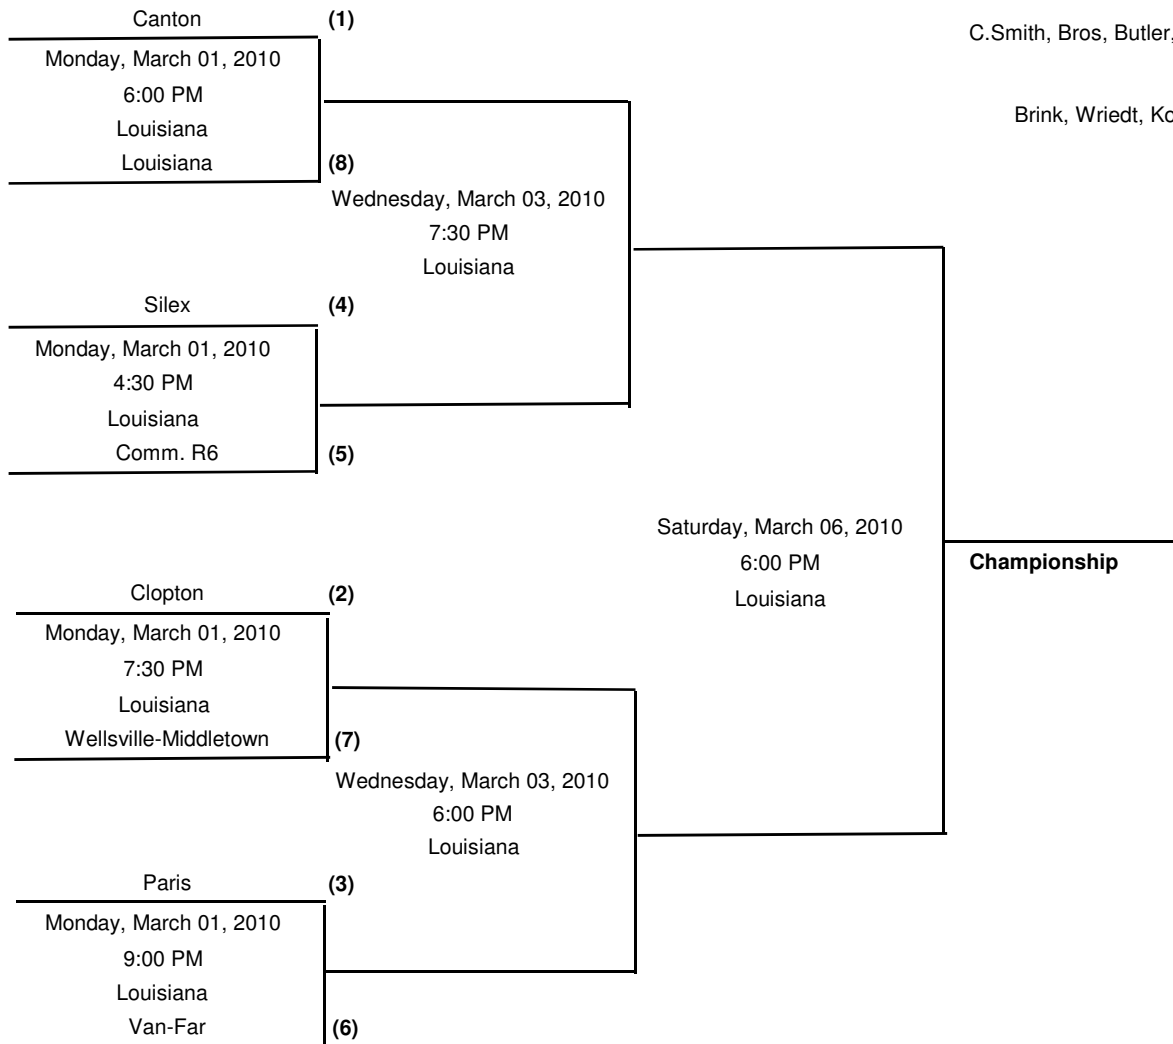 Canton (1)
C.Smith, Bros, Butler,
Monday, March 01, 2010
6:00 PM
Brink, Wriedt,
Louisiana
Louisiana (8)
Wednesday, March 03, 2010
7:30 PM
Louisiana
Silex (4)
Monday, March 01, 2010
4:30 PM
Louisiana
Comm. R6 (5)
Saturday, March 06, 2010
6:00 PM
Championship
Louisiana
Clopton (2)
Monday, March 01, 2010
7:30 PM
Louisiana
Wellsville-Middletown (7)
Wednesday, March 03, 2010
6:00 PM
Louisiana
Paris (3)
Monday, March 01, 2010
9:00 PM
Louisiana
Van-Far (6)